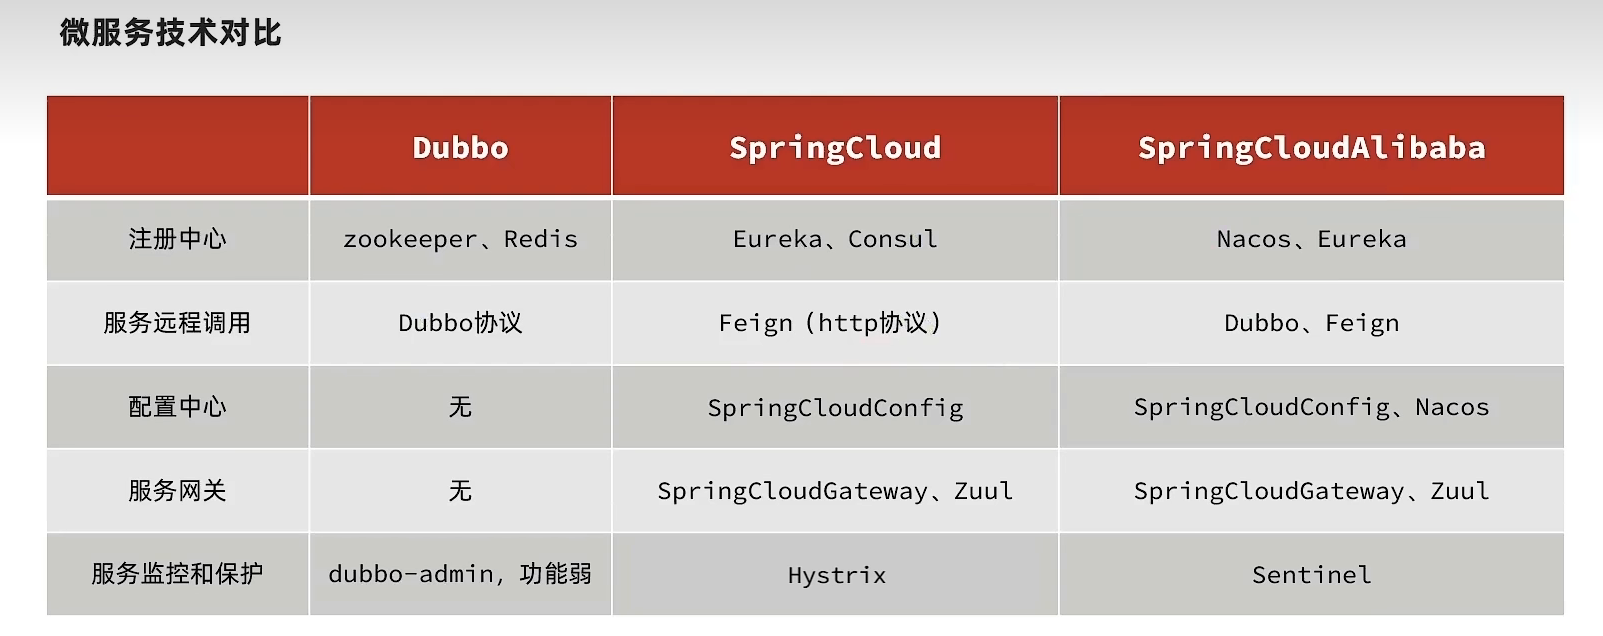 微服务技术对比
Dubbo SpringCloud SpringCloudAlibaba
注册中心 zookeeper、Redis Eureka、Consul Nacos、Eureka
服务远程调用 Dubbo协议 Feign（http协议） Dubbo、Feign
配置中心 无 SpringCloudConfig SpringCloudConfig、Nacos
服务网关 无 SpringCloudGateway、Zuul SpringCloudGateway、Zuul
服务监控和保护 dubbo-admin，功能弱 Hystrix Sentinel